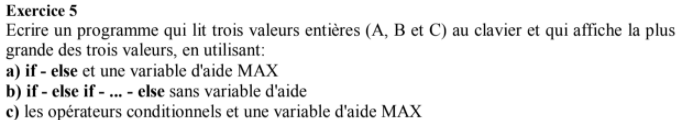 Exercice 5
Ecrire un programme qui lit trois valeurs entières (A, B et C) au clavier et qui affiche la plus
grande des trois valeurs, en utilisant:
a) if - else et une variable d'aide MAX
b) if - else if - ... - else sans variable d'aide
c) les opérateurs conditionnels et une variable d'aide MAX